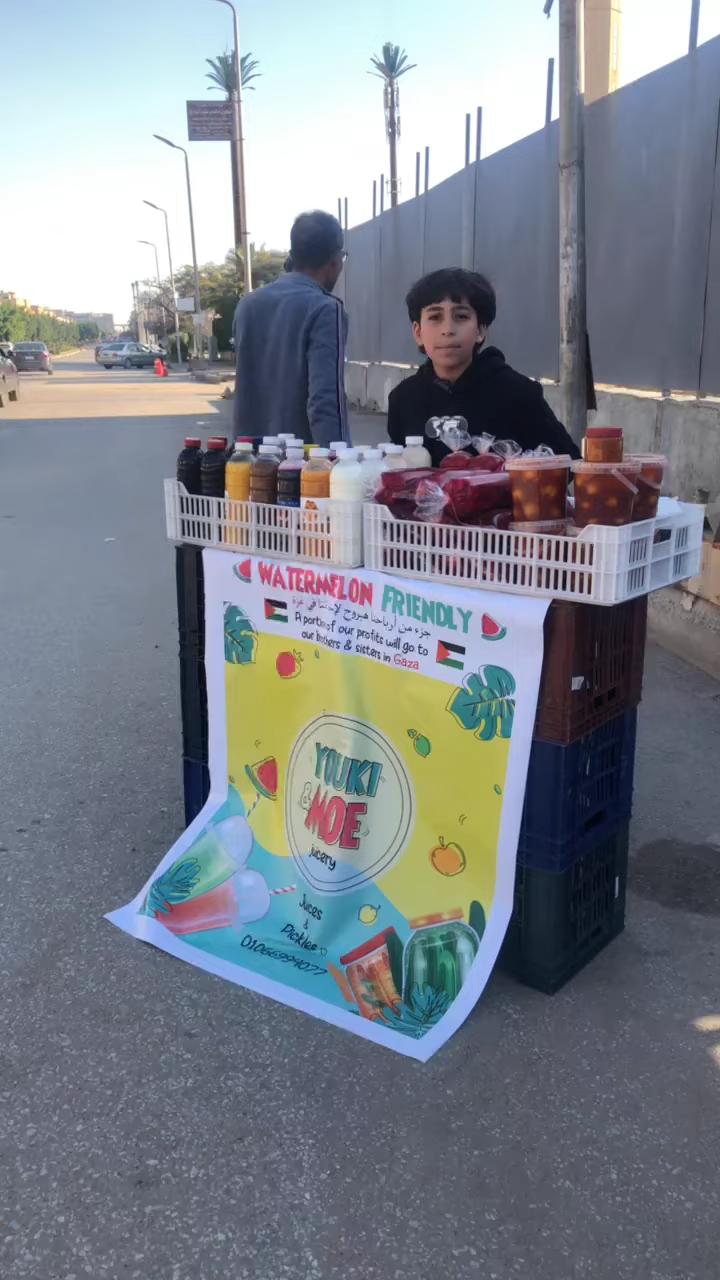 WATERMELON FRIENDLY
جزء من أرباحنا هيروح لإخواتنا في غزة
A portion of our profits will go to
our brothers & sisters in Gaza
YOUKI
& MOE
jucery
Juices
&
Pickles
01066994077